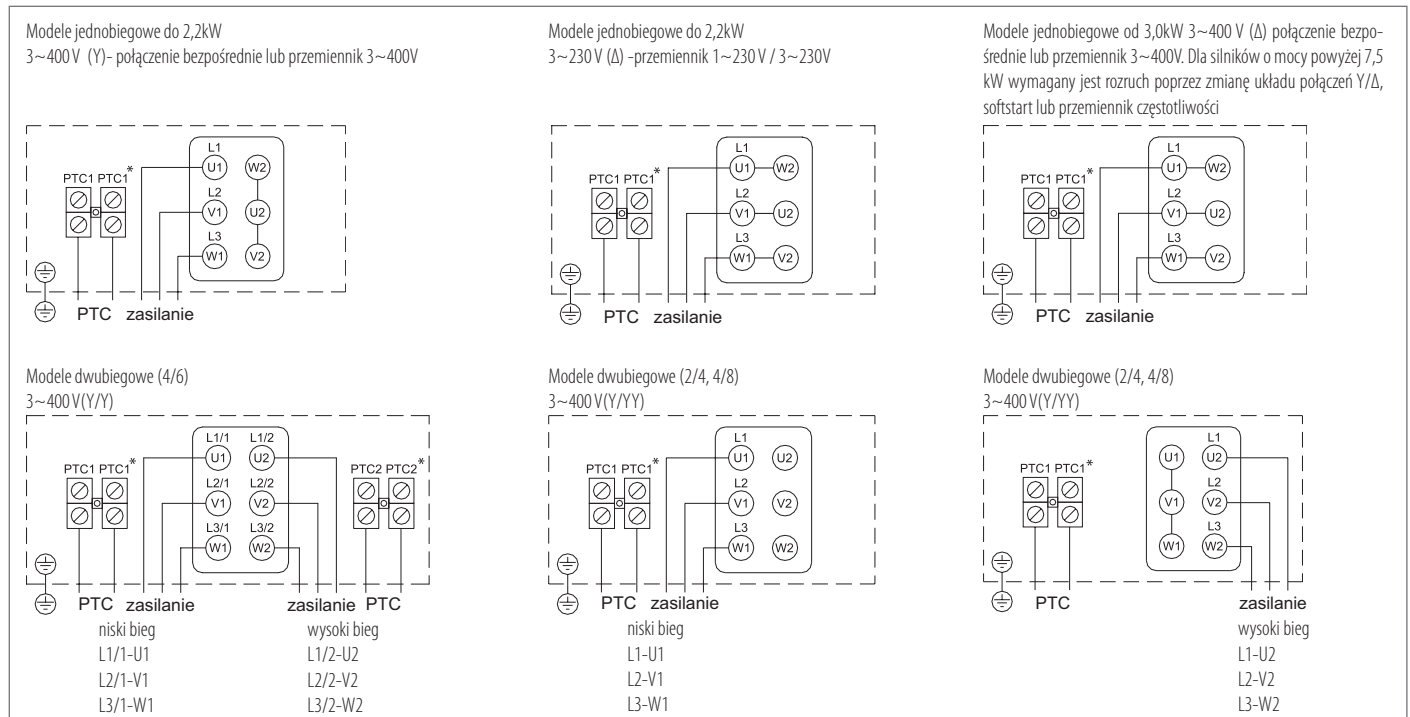 Modele jednobiegowe do 2,2kW
3~400 V (Y)- połączenie bezpośrednie lub przemiennik 3~400V
L1
PTC1 PTC1*
U1 W2
L2
V1 U2
L3
W1 V2
PTC zasilanie
Modele jednobiegowe do 2,2kW
3~230 V (Δ) -przemiennik 1~230 V / 3~230V
L1
PTC1 PTC1*
U1 W2
L2
V1 U2
L3
W1 V2
PTC zasilanie
Modele jednobiegowe od 3,0kW 3~400 V (Δ) połączenie bezpo-
średnie lub przemiennik 3~400V. Dla silników o mocy powyżej 7,5
kW wymagany jest rozruch poprzez zmianę układu połączeń Y/Δ,
softstart lub przemiennik częstotliwości
L1
PTC1 PTC1*
U1 W2
L2
V1 U2
L3
W1 V2
PTC zasilanie
Modele dwubiegowe (4/6)
3~400 V(Y/Y)
L1/1 L1/2
PTC1 PTC1*
U1 U2
PTC2 PTC2*
L2/1 L2/2
V1 V2
L3/1 L3/2
W1 W2
PTC zasilanie zasilanie PTC
niski bieg wysoki bieg
L1/1-U1 L1/2-U2
L2/1-V1 L2/2-V2
L3/1-W1 L3/2-W2
Modele dwubiegowe (2/4, 4/8)
3~400 V(Y/YY)
L1
PTC1 PTC1*
U1 U2
L2
V1 V2
L3
W1 W2
PTC zasilanie
niski bieg
L1-U1
L2-V1
L3-W1
Modele dwubiegowe (2/4, 4/8)
3~400 V(Y/YY)
L1
PTC1 PTC1*
U1 U2
L2
V1 V2
L3
W1 W2
PTC zasilanie
wysoki bieg
L1-U2
L2-V2
L3-W2